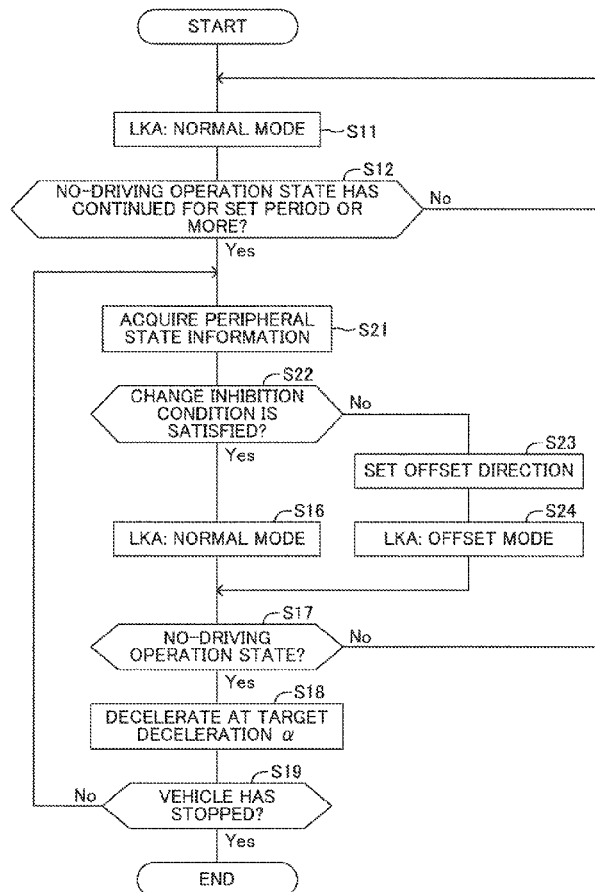 START
LKA: NORMAL MODE
S11
S12
NO-DRIVING OPERATION STATE HAS
CONTINUED FOR SET PERIOD OR
MORE?
No
Yes
ACQUIRE PERIPHERAL
STATE INFORMATION
S21
S22
CHANGE INHIBITION
CONDITION IS
SATISFIED?
No
Yes
S23
SET OFFSET DIRECTION
S16
LKA: NORMAL MODE
S24
LKA: OFFSET MODE
S17
NO-DRIVING
OPERATION STATE?
No
Yes
S18
DECELERATE AT TARGET
DECELERATION α
S19
VEHICLE HAS
STOPPED?
No
Yes
END